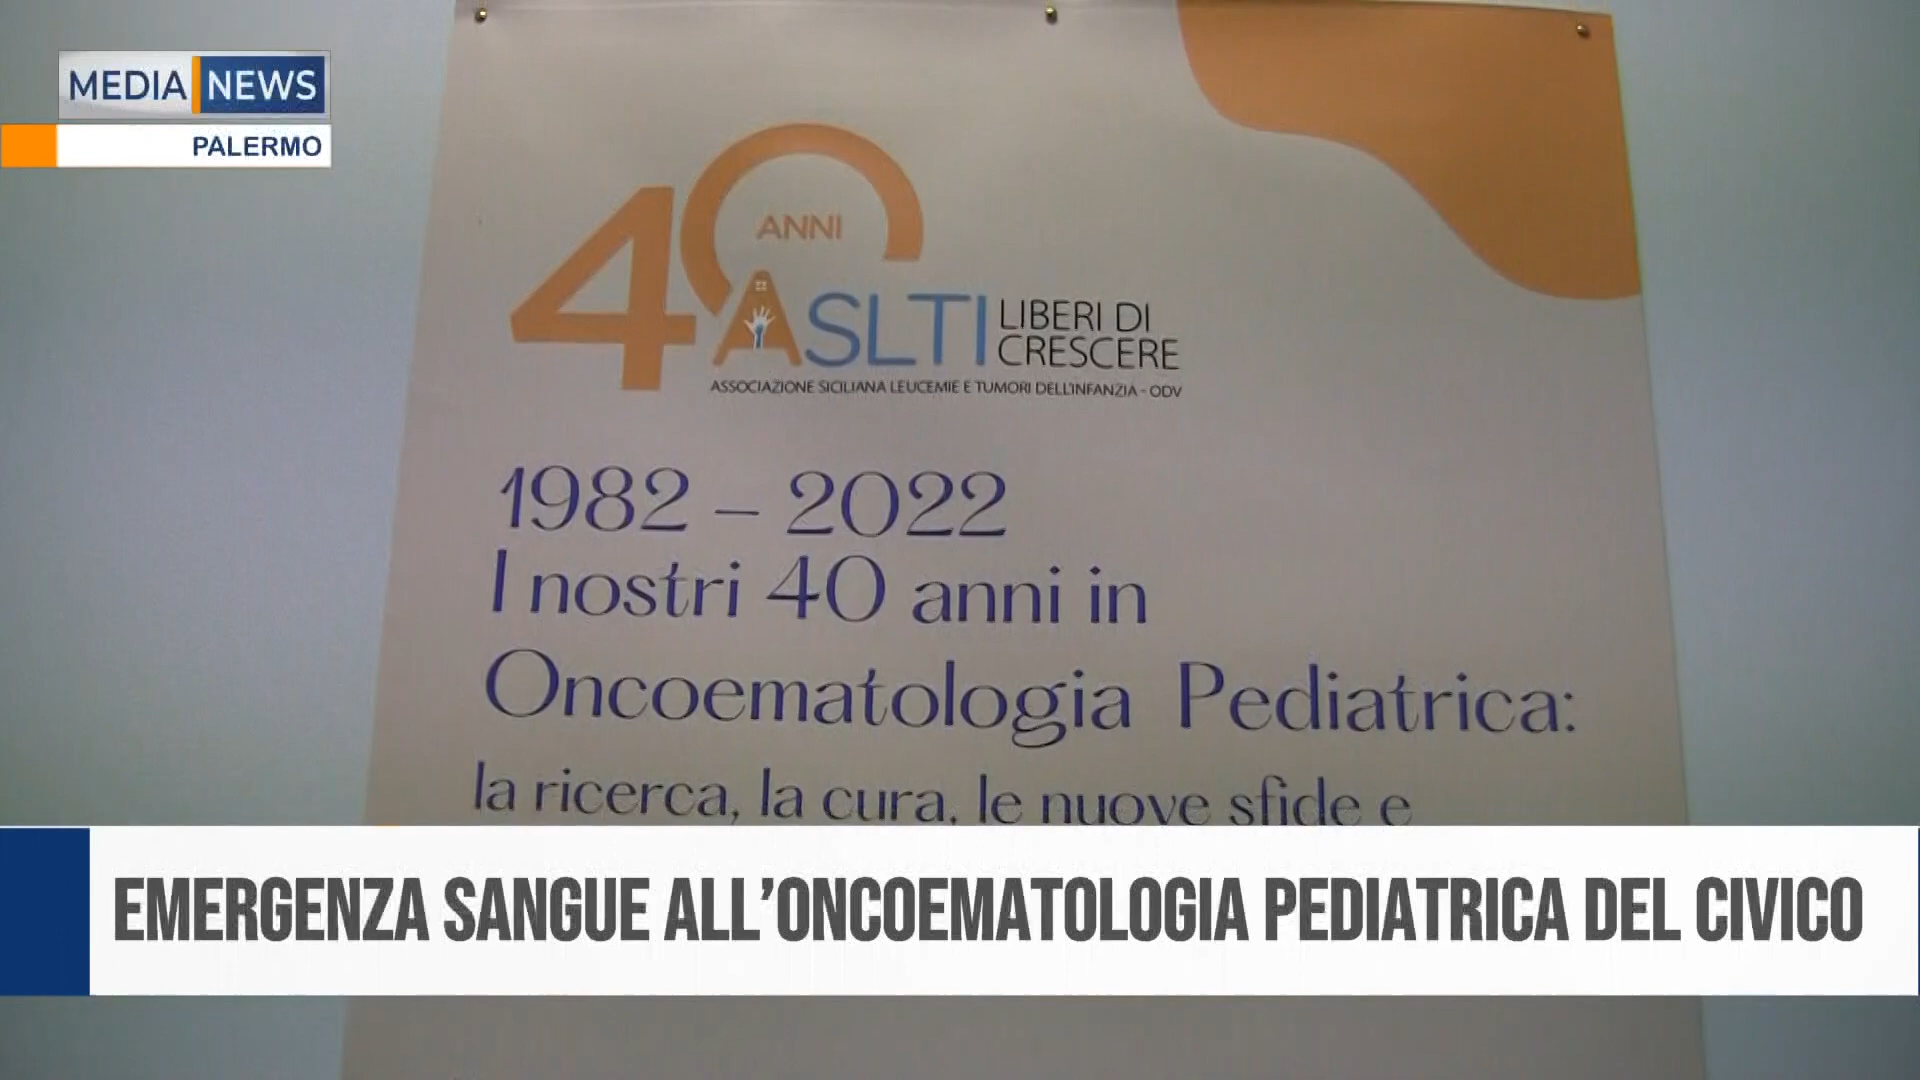 MEDIA NEWS
PALERMO
40 ANNI
ASLTI LIBERI DI
CRESCERE
ASSOCIAZIONE SICILIANA LEUCEMIE E TUMORI DELL'INFANZIA - ODV
1982 – 2022
I nostri 40 anni in
Oncoematologia Pediatrica:
la ricerca, la cura, le nuove sfide e
EMERGENZA SANGUE ALL’ONCOEMATOLOGIA PEDIATRICA DEL CIVICO